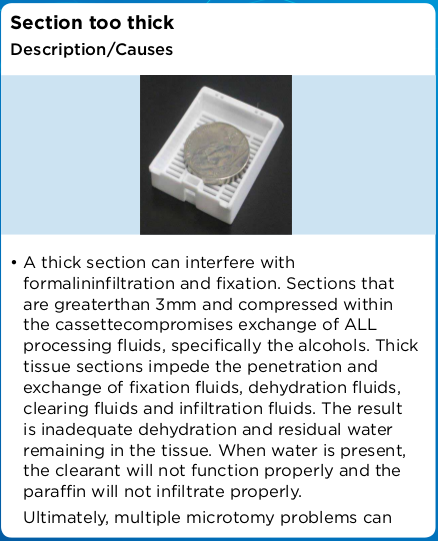 Section too thick
Description/Causes
• A thick section can interfere with
formalininfiltration and fixation. Sections that
are greaterthan 3mm and compressed within
the cassettecompromises exchange of ALL
processing fluids, specifically the alcohols. Thick
tissue sections impede the penetration and
exchange of fixation fluids, dehydration fluids,
clearing fluids and infiltration fluids. The result
is inadequate dehydration and residual water
remaining in the tissue. When water is present,
the clearant will not function properly and the
paraffin will not infiltrate properly.
Ultimately, multiple microtomy problems can